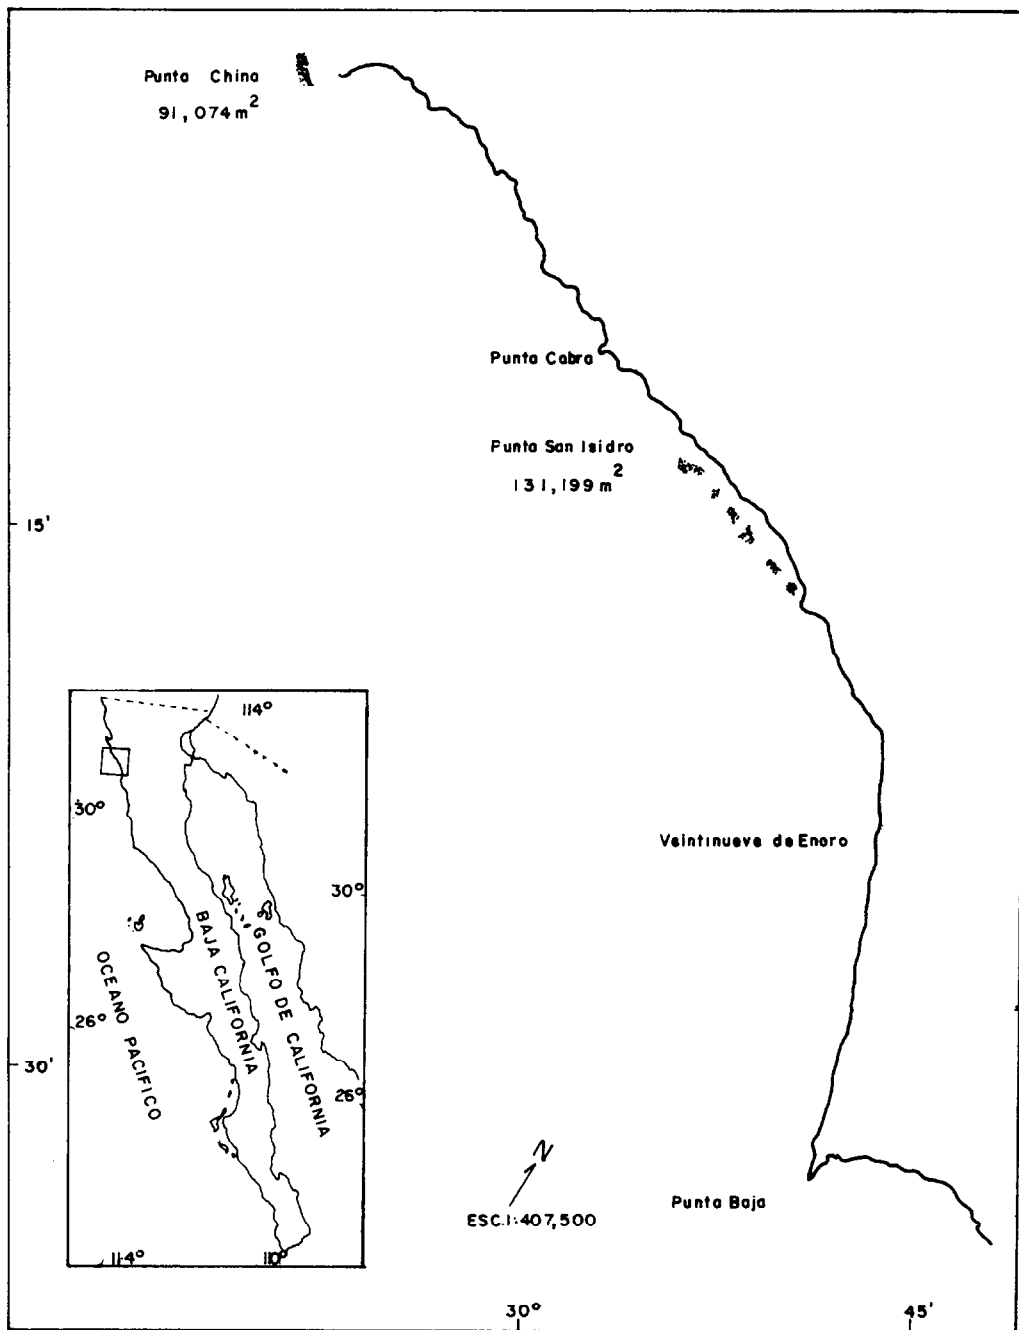 Punta China
91,074 m²
Punta Cabra
Punta San Isidro
131,199 m²
15'
114°
30°
Veintinueve de Enero
30°
BAJA CALIFORNIA
GOLFO DE CALIFORNIA
OCEANO PACIFICO
26°
30'
26°
N
Punta Baja
ESC.1:407,500
114°
110°
30°
45'